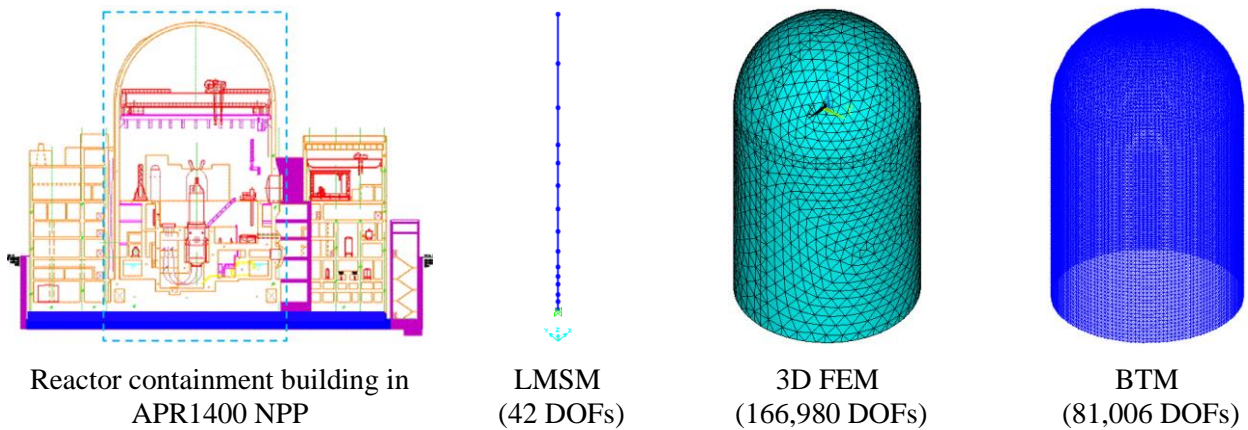 Reactor containment building in
APR1400 NPP
LMSM
(42 DOFs)
3D FEM
(166,980 DOFs)
BTM
(81,006 DOFs)